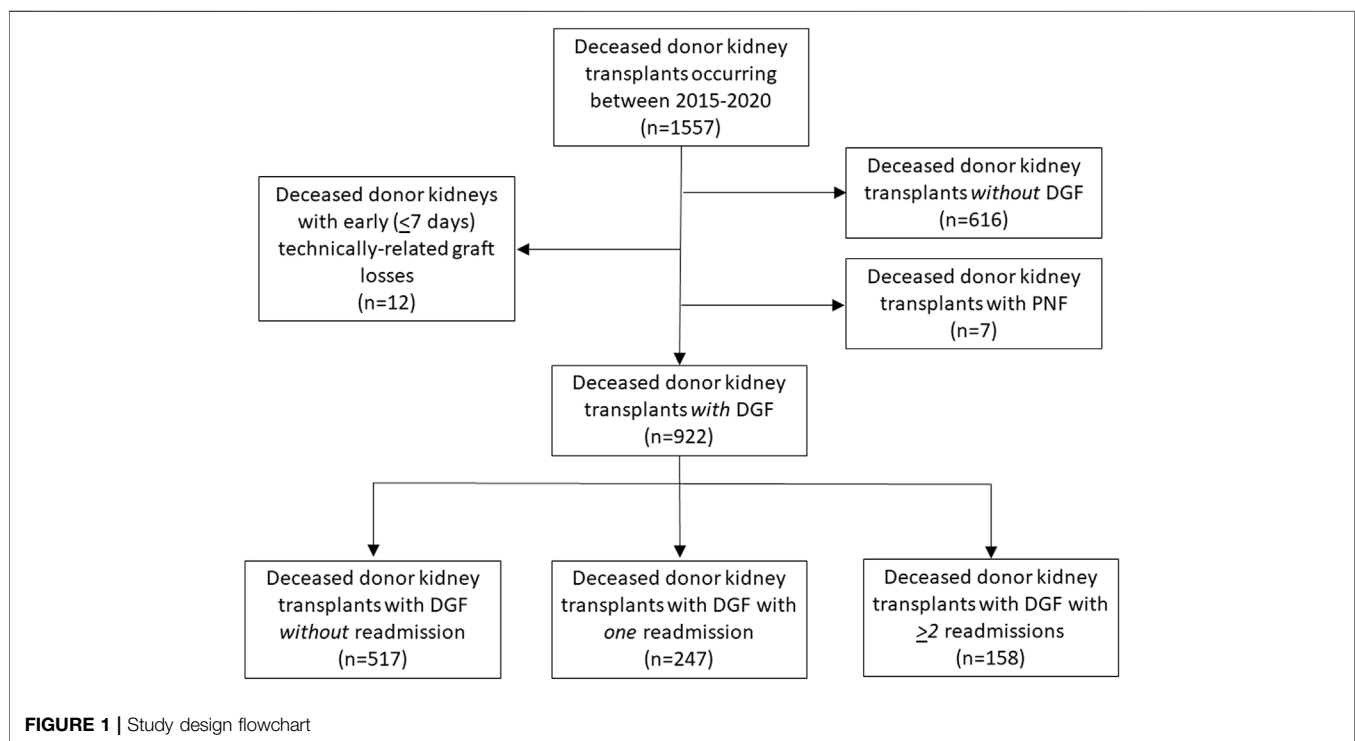 Deceased donor kidney
transplants occurring
between 2015-2020
(n=1557)
Deceased donor kidney
transplants without DGF
(n=616)
Deceased donor kidneys
with early (≤7 days)
technically-related graft
losses
(n=12)
Deceased donor kidney
transplants with PNF
(n=7)
Deceased donor kidney
transplants with DGF
(n=922)
Deceased donor kidney
transplants with DGF
without readmission
(n=517)
Deceased donor kidney
transplants with DGF with
one readmission
(n=247)
Deceased donor kidney
transplants with DGF with
≥2 readmissions
(n=158)
FIGURE 1 | Study design flowchart